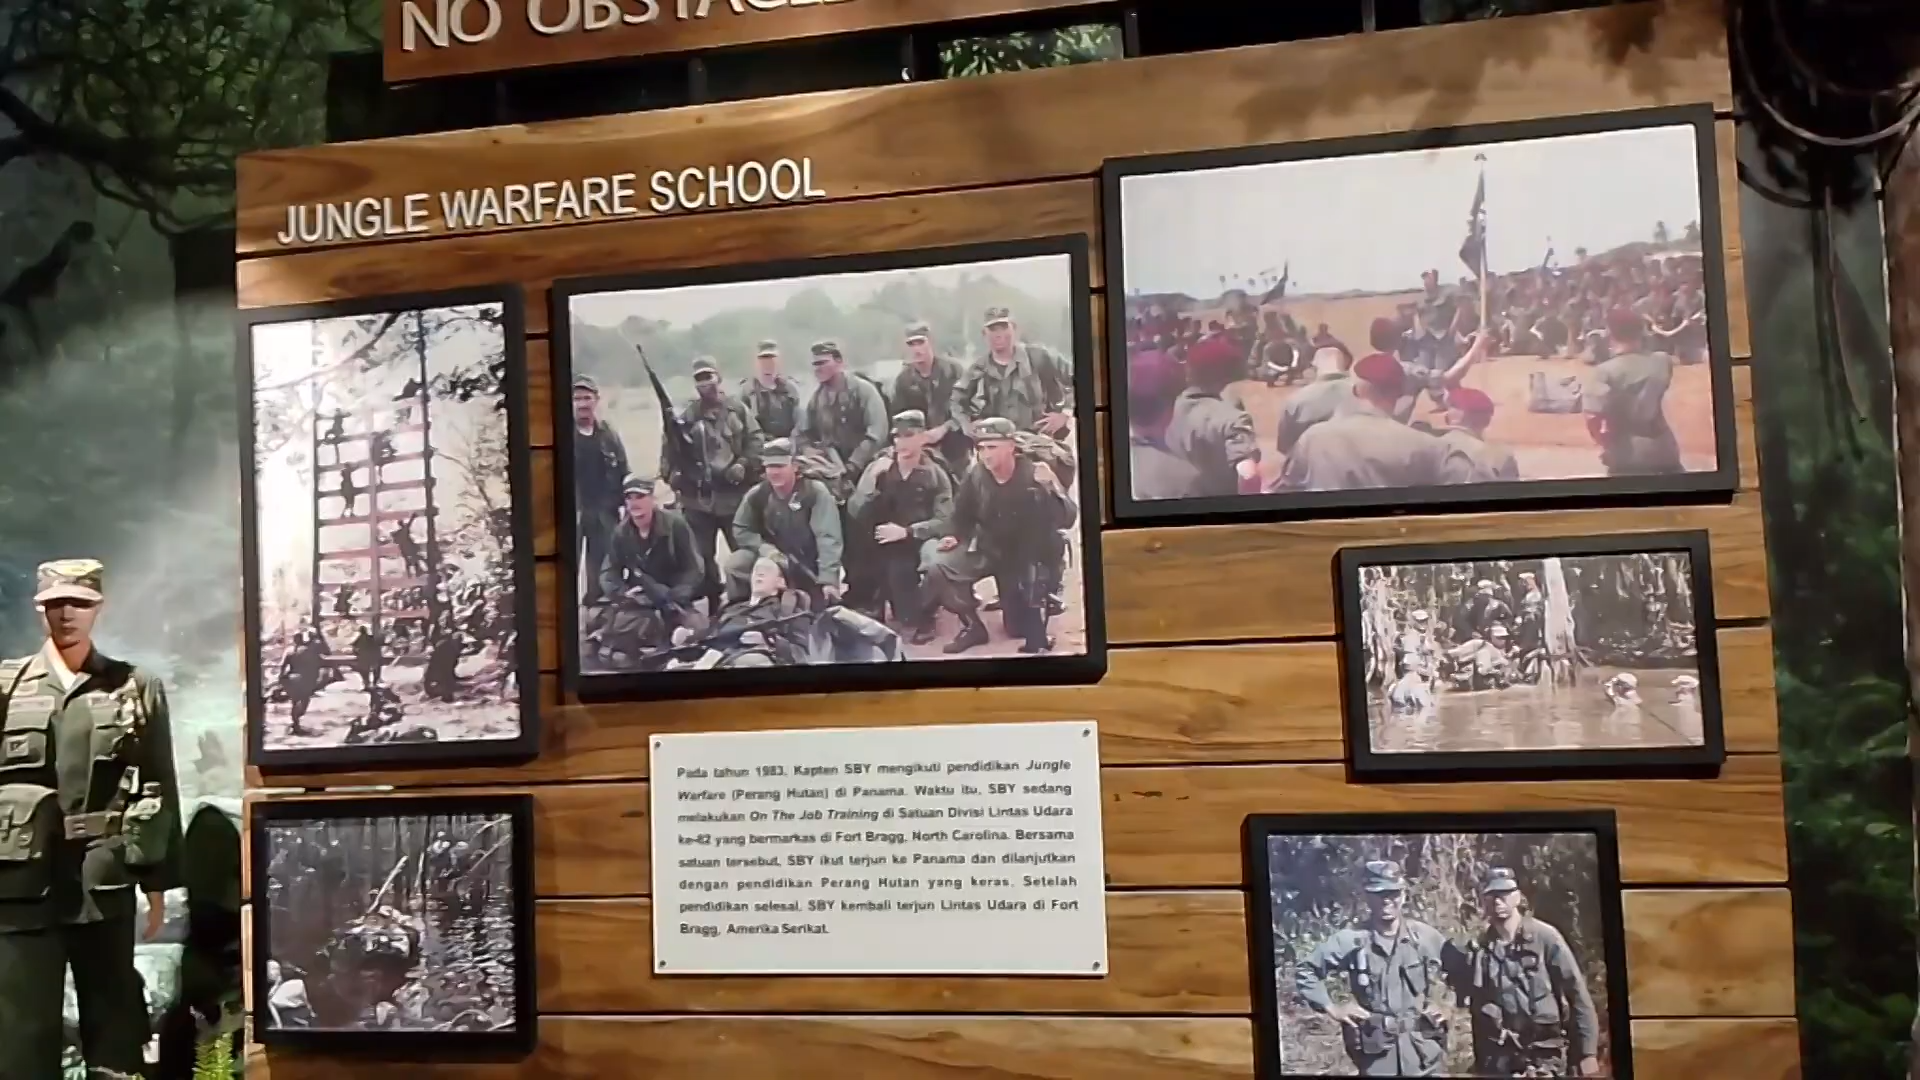 NO OBSTACLE
JUNGLE WARFARE SCHOOL
Pada tahun 1983, Kapten SBY mengikuti pendidikan Jungle
Warfare (Perang Hutan) di Panama. Waktu itu, SBY sedang
melakukan On The Job Training di Satuan Divisi Lintas Udara
ke-82 yang bermarkas di Fort Bragg, North Carolina. Bersama
satuan tersebut, SBY ikut terjun ke Panama dan dilanjutkan
dengan pendidikan Perang Hutan yang keras. Setelah
pendidikan selesai, SBY kembali terjun Lintas Udara di Fort
Bragg, Amerika Serikat.